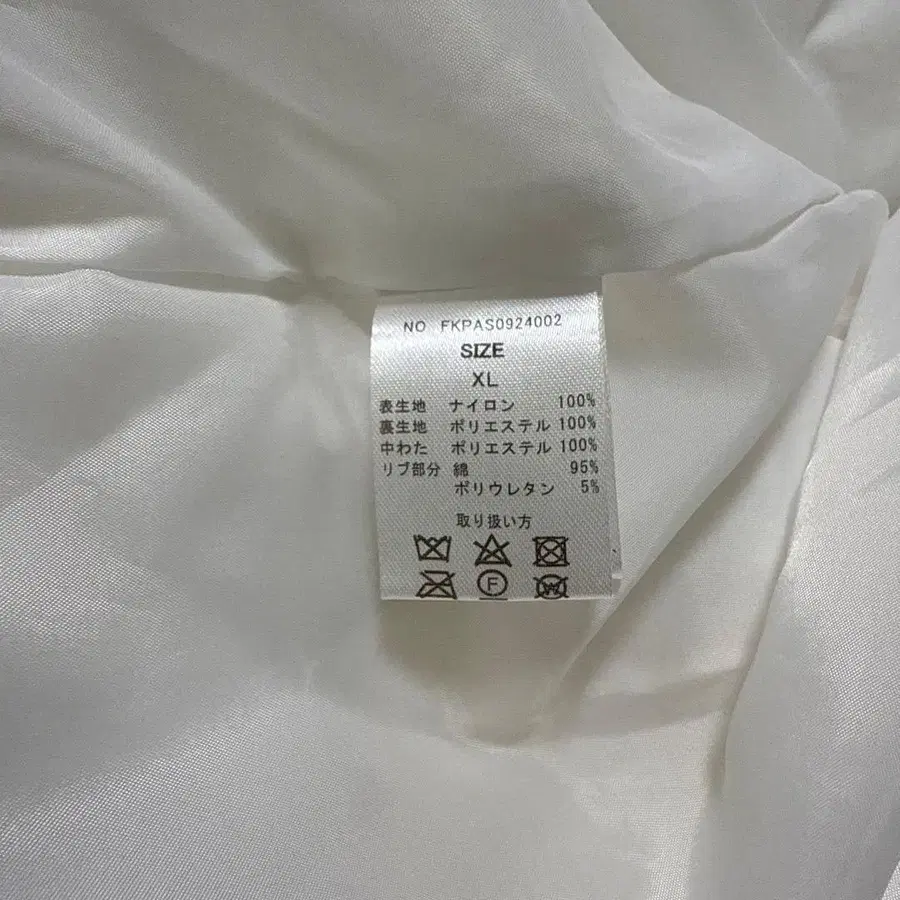 NO FKPAS0924002
SIZE
XL
表生地 ナイロン 100%
裏生地 ポリエステル 100%
中わた ポリエステル 100%
リブ部分 綿 95%
ポリウレタン 5%
取り扱い方
F W